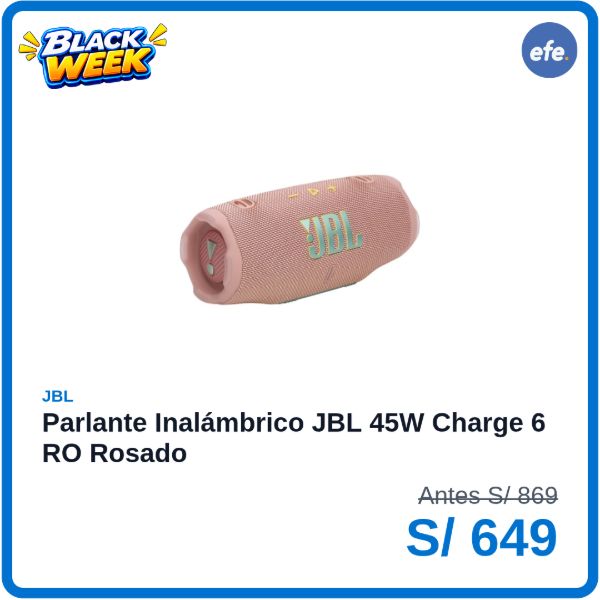 BLACK
WEEK
efe.
JBL
JBL
Parlante Inalámbrico JBL 45W Charge 6
RO Rosado
Antes S/ 869
S/ 649